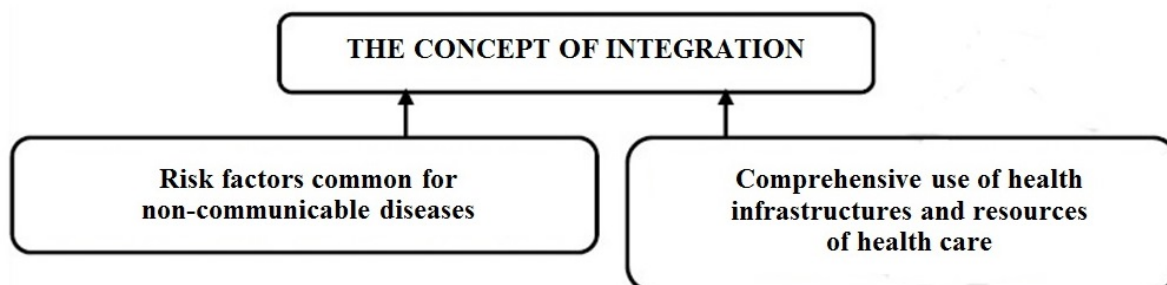 THE CONCEPT OF INTEGRATION
Risk factors common for
non-communicable diseases
Comprehensive use of health
infrastructures and resources
of health care